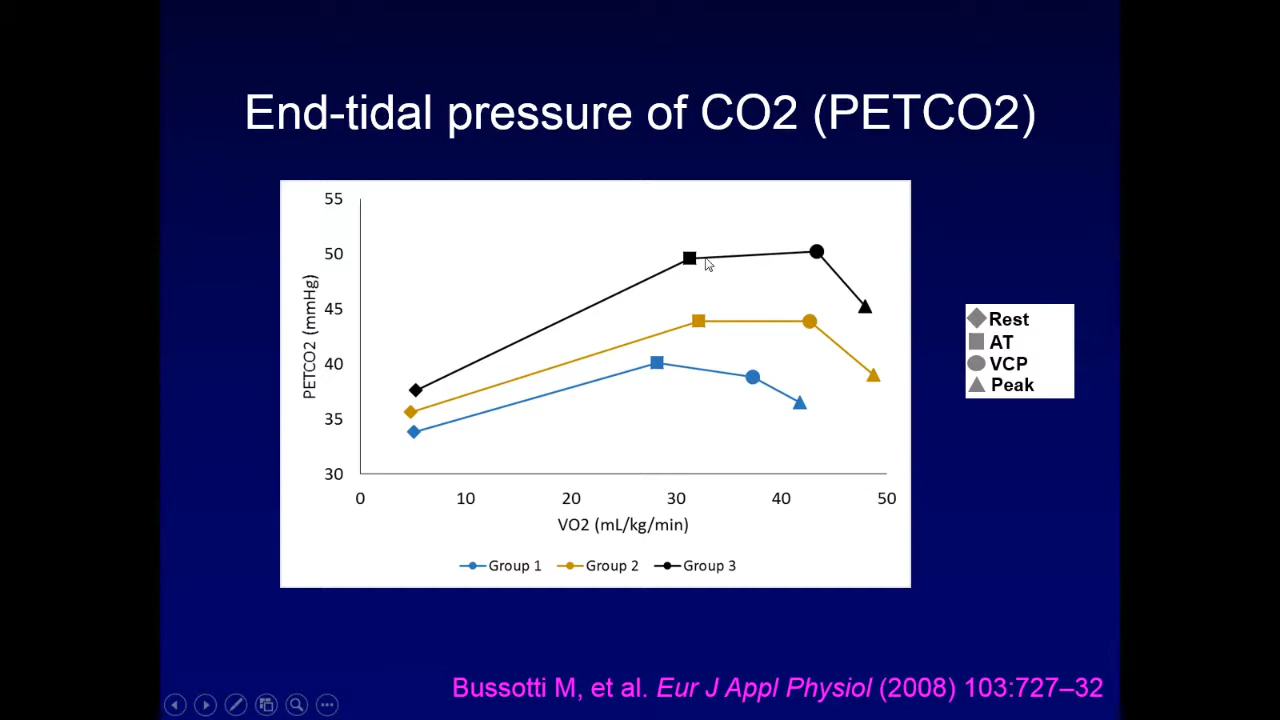 End-tidal pressure of CO2 (PETCO2)
55
50
45
40
35
30
PETCO2 (mmHg)
0 10 20 30 40 50
VO2 (mL/kg/min)
Group 1 Group 2 Group 3
Rest
AT
VCP
Peak
Bussotti M, et al. Eur J Appl Physiol (2008) 103:727–32